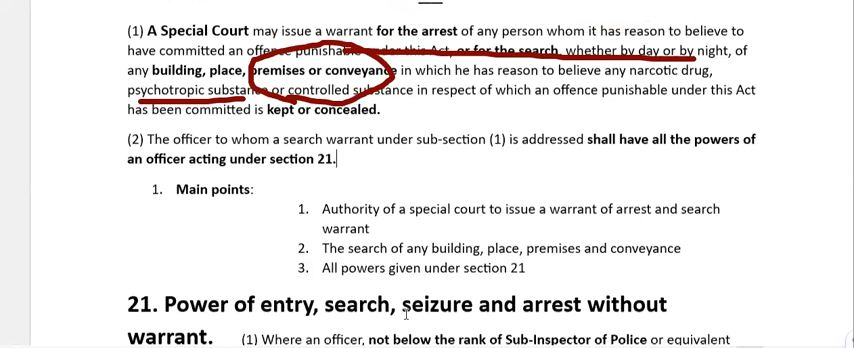 (1) A Special Court may issue a warrant for the arrest of any person whom it has reason to believe to
have committed an offence punishable under this Act, or for the search, whether by day or by night, of
any building, place, premises or conveyance in which he has reason to believe any narcotic drug,
psychotropic substance or controlled substance in respect of which an offence punishable under this Act
has been committed is kept or concealed.
(2) The officer to whom a search warrant under sub-section (1) is addressed shall have all the powers of
an officer acting under section 21.
1. Main points:
1. Authority of a special court to issue a warrant of arrest and search
warrant
2. The search of any building, place, premises and conveyance
3. All powers given under section 21
21. Power of entry, search, seizure and arrest without
warrant. (1) Where an officer, not below the rank of Sub-Inspector of Police or equivalent